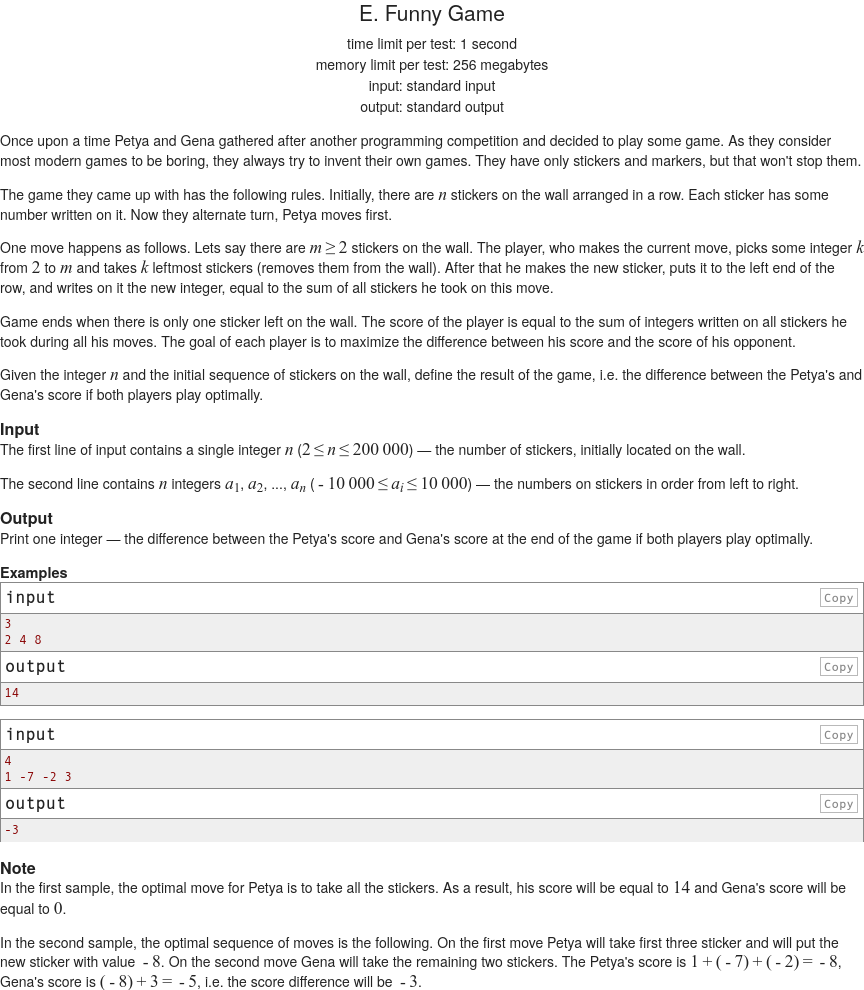 E. Funny Game
time limit per test: 1 second
memory limit per test: 256 megabytes
input: standard input
output: standard output
Once upon a time Petya and Gena gathered after another programming competition and decided to play some game. As they consider
most modern games to be boring, they always try to invent their own games. They have only stickers and markers, but that won't stop them.
The game they came up with has the following rules. Initially, there are n stickers on the wall arranged in a row. Each sticker has some
number written on it. Now they alternate turn, Petya moves first.
One move happens as follows. Lets say there are m ≥ 2 stickers on the wall. The player, who makes the current move, picks some integer k
from 2 to m and takes k leftmost stickers (removes them from the wall). After that he makes the new sticker, puts it to the left end of the
row, and writes on it the new integer, equal to the sum of all stickers he took on this move.
Game ends when there is only one sticker left on the wall. The score of the player is equal to the sum of integers written on all stickers he
took during all his moves. The goal of each player is to maximize the difference between his score and the score of his opponent.
Given the integer n and the initial sequence of stickers on the wall, define the result of the game, i.e. the difference between the Petya's and
Gena's score if both players play optimally.
Input
The first line of input contains a single integer n (2 ≤ n ≤ 200 000) — the number of stickers, initially located on the wall.
The second line contains n integers a1, a2, ..., an ( - 10 000 ≤ ai ≤ 10 000) — the numbers on stickers in order from left to right.
Output
Print one integer — the difference between the Petya's score and Gena's score at the end of the game if both players play optimally.
Examples
input Copy
3
2 4 8
output Copy
14
input Copy
4
1 -7 -2 3
output Copy
-3
Note
In the first sample, the optimal move for Petya is to take all the stickers. As a result, his score will be equal to 14 and Gena's score will be
equal to 0.
In the second sample, the optimal sequence of moves is the following. On the first move Petya will take first three sticker and will put the
new sticker with value - 8. On the second move Gena will take the remaining two stickers. The Petya's score is 1 + ( - 7) + ( - 2) = - 8,
Gena's score is ( - 8) + 3 = - 5, i.e. the score difference will be - 3.